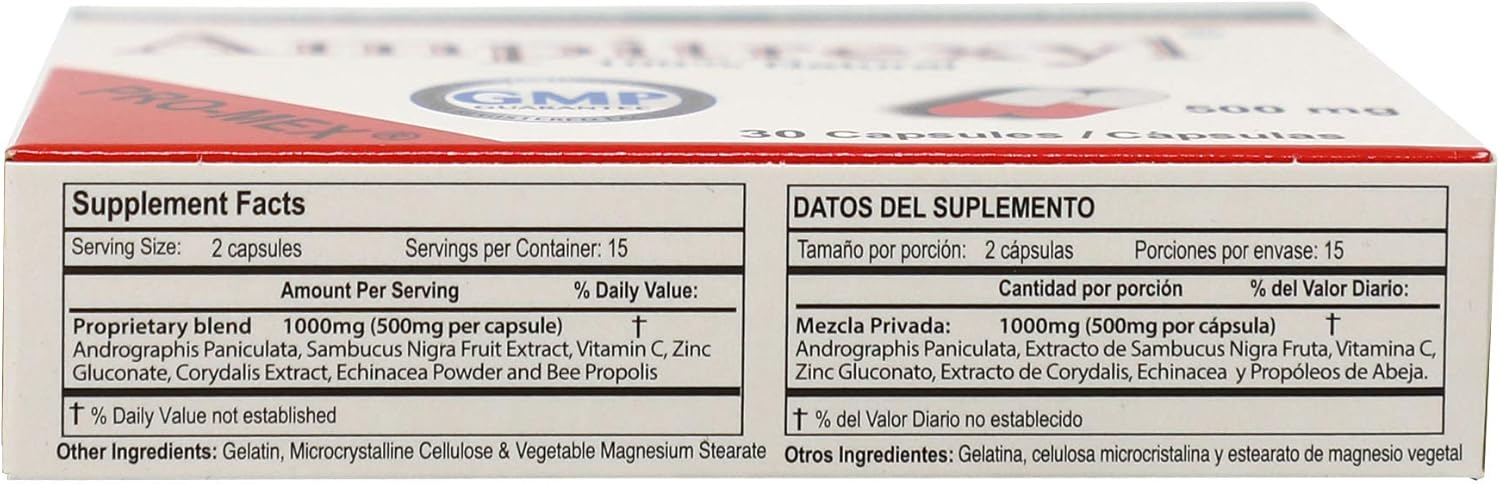 Ampitrexyl®
100% Natural
PRO-MEX®
GMP
GUARANTEE
30 Capsules / Cápsulas
500 mg
Supplement Facts
Serving Size: 2 capsules Servings per Container: 15
Amount Per Serving % Daily Value:
Proprietary blend 1000mg (500mg per capsule) †
Andrographis Paniculata, Sambucus Nigra Fruit Extract, Vitamin C, Zinc
Gluconate, Corydalis Extract, Echinacea Powder and Bee Propolis
† % Daily Value not established
Other Ingredients: Gelatin, Microcrystalline Cellulose & Vegetable Magnesium Stearate
DATOS DEL SUPLEMENTO
Tamaño por porción: 2 cápsulas Porciones por envase: 15
Cantidad por porción % del Valor Diario:
Mezcla Privada: 1000mg (500mg por cápsula) †
Andrographis Paniculata, Extracto de Sambucus Nigra Fruta, Vitamina C,
Zinc Gluconato, Extracto de Corydalis, Echinacea y Propóleos de Abeja.
† % del Valor Diario no establecido
Otros Ingredientes: Gelatina, celulosa microcristalina y estearato de magnesio vegetal